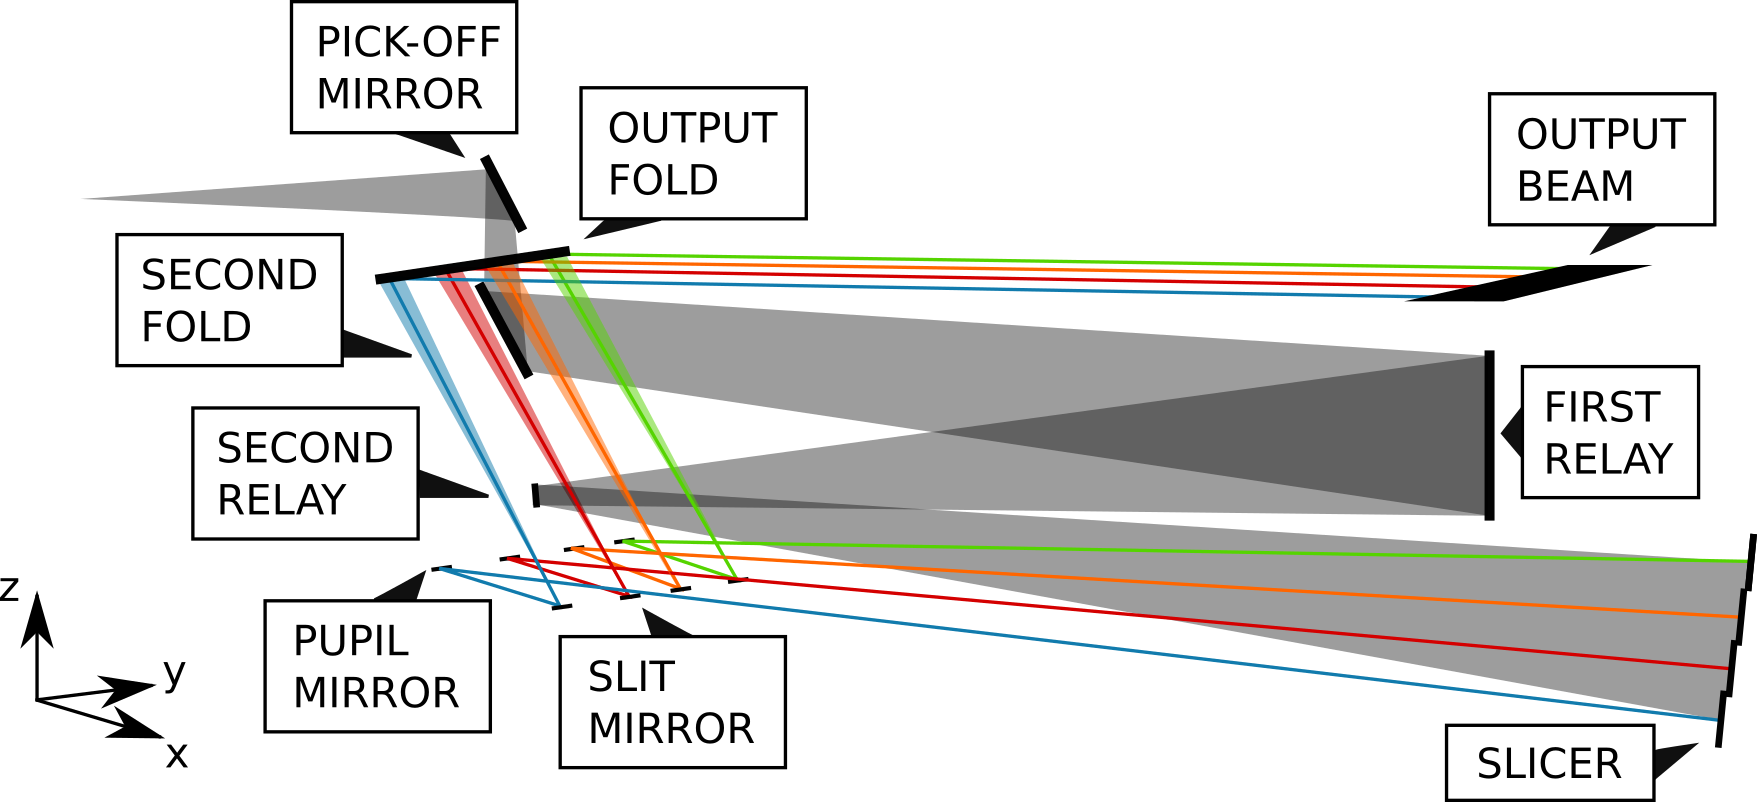 PICK-OFF
MIRROR
OUTPUT
FOLD
OUTPUT
BEAM
SECOND
FOLD
FIRST
RELAY
SECOND
RELAY
z
y
x
PUPIL
MIRROR
SLIT
MIRROR
SLICER